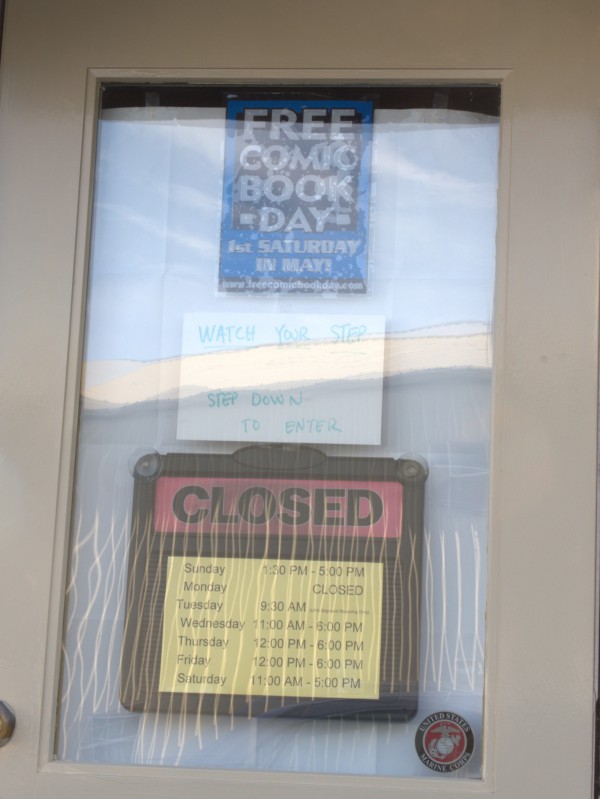 FREE
COMIC
BOOK
-DAY-
1st SATURDAY
IN MAY!
www.freecomicbookday.com
WATCH YOUR STEP
STEP DOWN
TO ENTER
CLOSED
Sunday 1:30 PM - 5:00 PM
Monday CLOSED
Tuesday 9:30 AM
Wednesday 11:00 AM - 6:00 PM
Thursday 12:00 PM - 6:00 PM
Friday 12:00 PM - 6:00 PM
Saturday 11:00 AM - 5:00 PM
UNITED STATES
MARINE CORPS